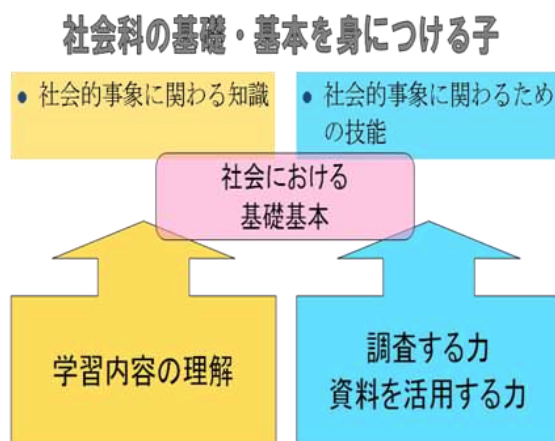 社会科の基礎・基本を身につける子
• 社会的事象に関わる知識
• 社会的事象に関わるため
の技能
社会における
基礎基本
学習内容の理解
調査する力
資料を活用する力